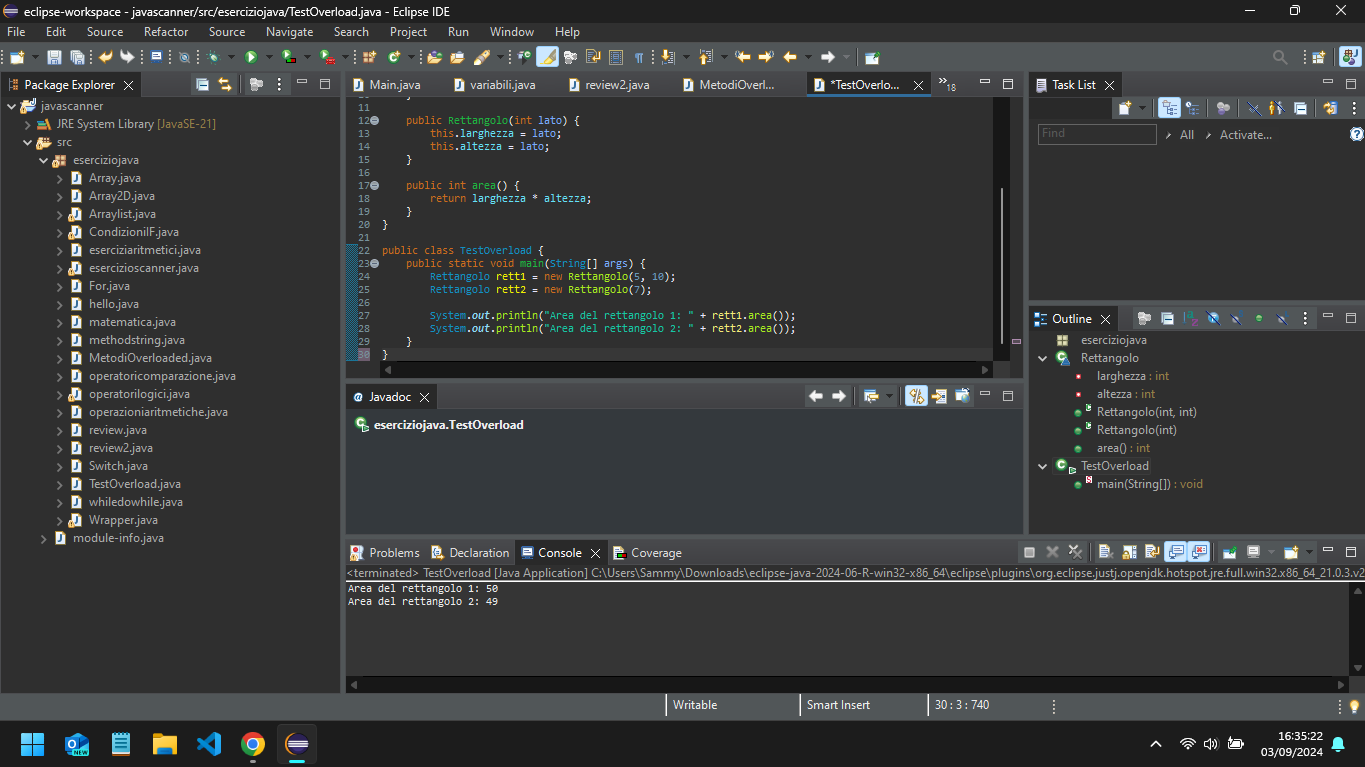 eclipse-workspace - javascanner/src/eserciziojava/TestOverload.java - Eclipse IDE
File Edit Source Refactor Source Navigate Search Project Run Window Help
Package Explorer
javascanner
JRE System Library [JavaSE-21]
src
eserciziojava
Array.java
Array2D.java
Arraylist.java
CondizioniIF.java
eserciziaritmetici.java
esercizioscanner.java
For.java
hello.java
matematica.java
methodstring.java
MetodiOverloaded.java
operatoricomparazione.java
operatorilogici.java
operazioniaritmetiche.java
review.java
review2.java
Switch.java
TestOverload.java
whiledowhile.java
Wrapper.java
module-info.java
Main.java variabili.java review2.java MetodiOverl... *TestOverlo... »18
11 }
12 public Rettangolo(int lato) {
13 this.larghezza = lato;
14 this.altezza = lato;
15 }
16
17 public int area() {
18 return larghezza * altezza;
19 }
20 }
21
22 public class TestOverload {
23 public static void main(String[] args) {
24 Rettangolo rett1 = new Rettangolo(5, 10);
25 Rettangolo rett2 = new Rettangolo(7);
26
27 System.out.println("Area del rettangolo 1: " + rett1.area());
28 System.out.println("Area del rettangolo 2: " + rett2.area());
29 }
30 }
Javadoc
eserciziojava.TestOverload
Task List
Find All Activate...
Outline
eserciziojava
Rettangolo
larghezza : int
altezza : int
Rettangolo(int, int)
Rettangolo(int)
area() : int
TestOverload
main(String[]) : void
Problems Declaration Console Coverage
<terminated> TestOverload [Java Application] C:\Users\Sammy\Downloads\eclipse-java-2024-06-R-win32-x86_64\eclipse\plugins\org.eclipse.justj.openjdk.hotspot.jre.full.win32.x86_64_21.0.3.v2
Area del rettangolo 1: 50
Area del rettangolo 2: 49
Writable Smart Insert 30 : 3 : 740
NEW
16:35:22
03/09/2024